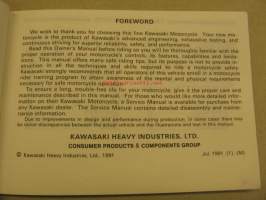 FOREWORD
We wish to thank you for choosing this fine Kawasaki Motorcycle. Your new mo-
torcycle is the product of Kawasaki's advanced engineering, exhaustive testing, and
continuous striving for superior reliability, safety, and performance.
Read this Owner's Manual before riding so you will be thoroughly familiar with the
proper operation of your motorcycle's controls, its features, capabilities and limita-
tions. This manual offers many safe riding tips, but its purpose is not to provide in-
struction in all the techniques and skills required to ride a motorcycle safely.
Kawasaki strongly recommends that all operators of this vehicle enroll in a motorcycle
rider training program to attain awareness of the mental and physical requirements
necessary for safe motorcycle operation.
To ensure a long, trouble-free life for your motorcycle, give it the proper care and
maintenance described in this manual. For those who would like more detailed infor-
mation on their Kawasaki Motorcycle, a Service Manual is available for purchase from
any Kawasaki dealer. The Service Manual contains detailed disassembly and mainte-
nance information.
Due to improvements in design and performance during production, in some cases there may
be minor discrepancies between the actual vehicle and the illustrations and text in this manual.
KAWASAKI HEAVY INDUSTRIES, LTD.
CONSUMER PRODUCTS & COMPONENTS GROUP
© Kawasaki Heavy Industries, Ltd., 1981
Jul. 1981 (1). (M)